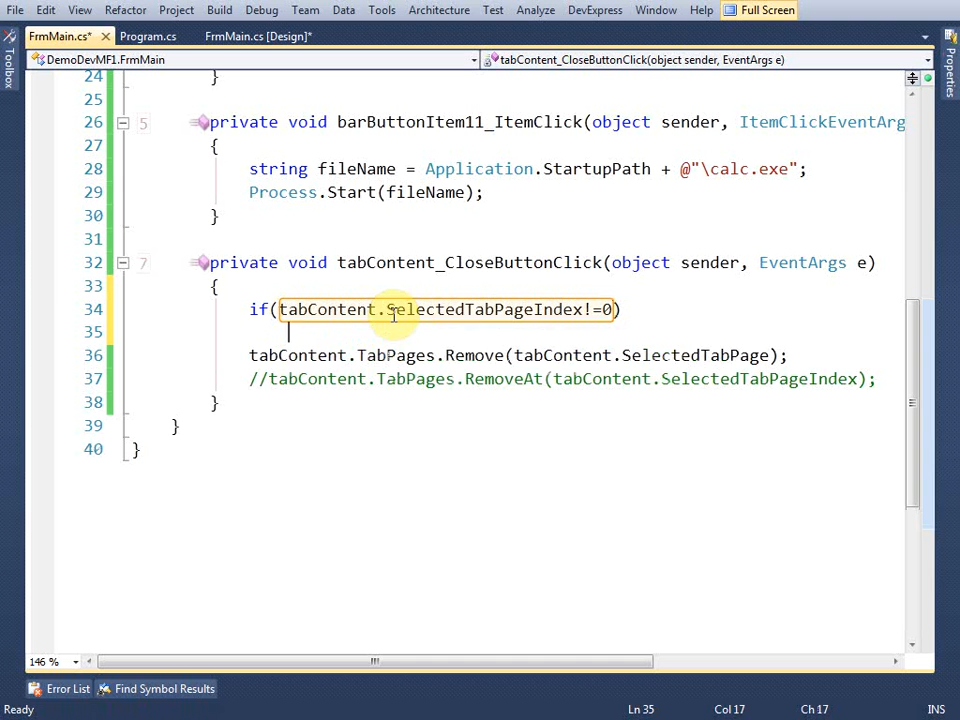 File Edit View Refactor Project Build Debug Team Data Tools Architecture Test Analyze DevExpress Window Help Full Screen
FrmMain.cs* Program.cs FrmMain.cs [Design]*
Toolbox
DemoDevMF1.FrmMain tabContent_CloseButtonClick(object sender, EventArgs e)
Properties
24 }
25
26 5 private void barButtonItem11_ItemClick(object sender, ItemClickEventArg
27 {
28 string fileName = Application.StartupPath + @"\calc.exe";
29 Process.Start(fileName);
30 }
31
32 7 private void tabContent_CloseButtonClick(object sender, EventArgs e)
33 {
34 if(tabContent.SelectedTabPageIndex!=0)
35
36 tabContent.TabPages.Remove(tabContent.SelectedTabPage);
37 //tabContent.TabPages.RemoveAt(tabContent.SelectedTabPageIndex);
38 }
39 }
40 }
146 %
Error List Find Symbol Results
Ready Ln 35 Col 17 Ch 17 INS